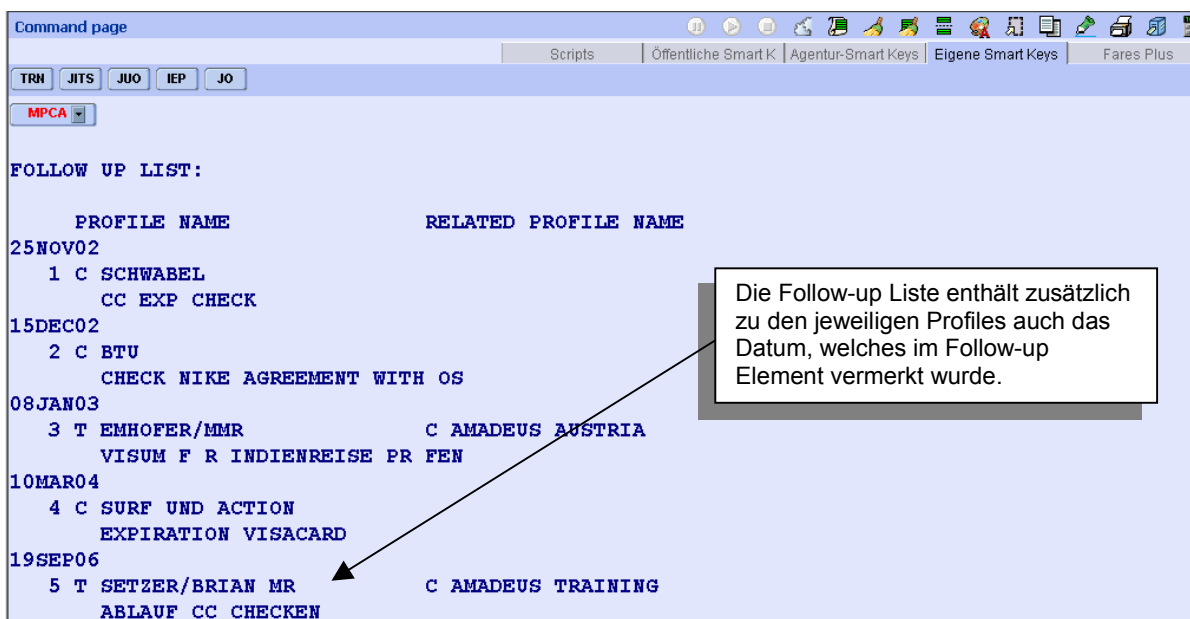 Command page
Scripts Öffentliche Smart K Agentur-Smart Keys Eigene Smart Keys Fares Plus
TRN JITS JUO IEP JO
MPCA
FOLLOW UP LIST:
PROFILE NAME RELATED PROFILE NAME
25NOV02
1 C SCHWABEL
CC EXP CHECK
15DEC02
2 C BTU
CHECK NIKE AGREEMENT WITH OS
08JAN03
3 T EMHOFER/MMR C AMADEUS AUSTRIA
VISUM F R INDIENREISE PR FEN
10MAR04
4 C SURF UND ACTION
EXPIRATION VISACARD
19SEP06
5 T SETZER/BRIAN MR C AMADEUS TRAINING
ABLAUF CC CHECKEN
Die Follow-up Liste enthält zusätzlich
zu den jeweiligen Profiles auch das
Datum, welches im Follow-up
Element vermerkt wurde.